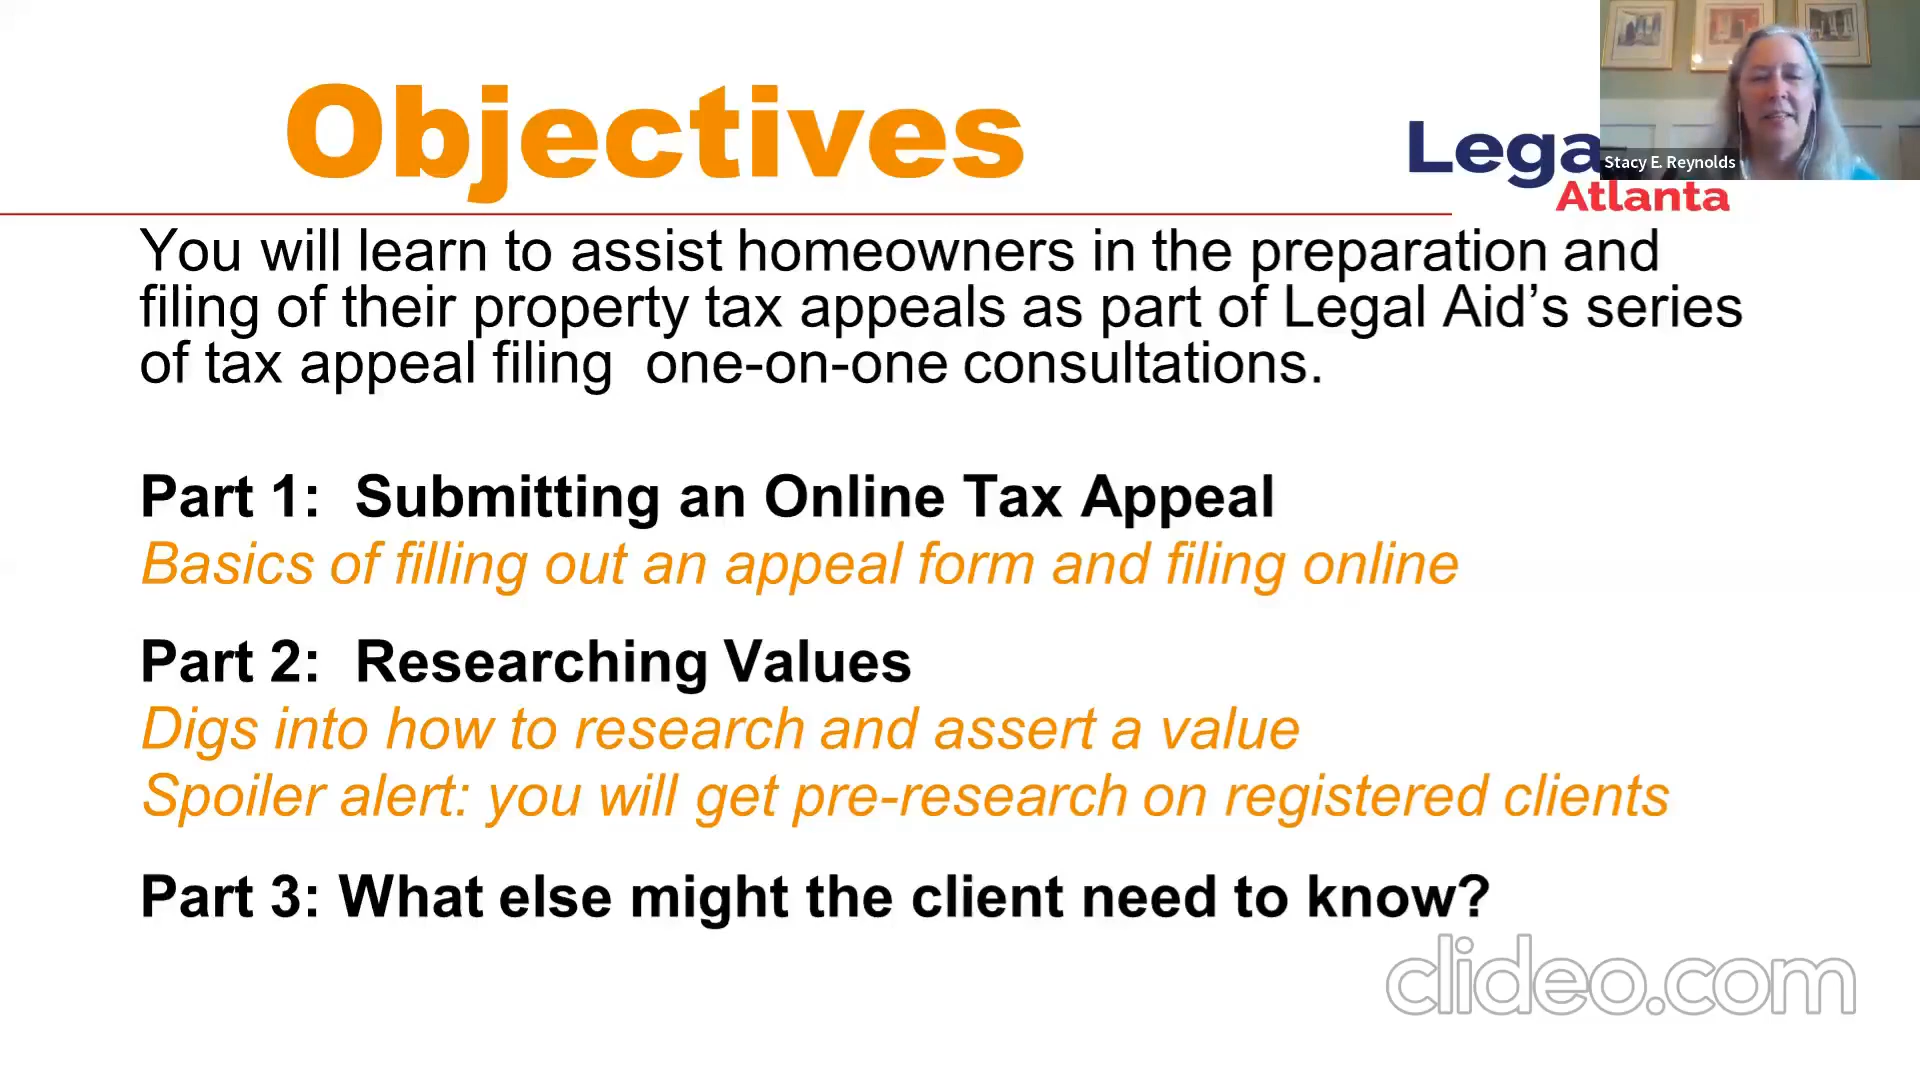 Objectives
Lega
Stacy E. Reynolds
Atlanta
You will learn to assist homeowners in the preparation and
filing of their property tax appeals as part of Legal Aid’s series
of tax appeal filing  one-on-one consultations.
Part 1:  Submitting an Online Tax Appeal
Basics of filling out an appeal form and filing online
Part 2:  Researching Values
Digs into how to research and assert a value
Spoiler alert: you will get pre-research on registered clients
Part 3: What else might the client need to know?
clideo.com